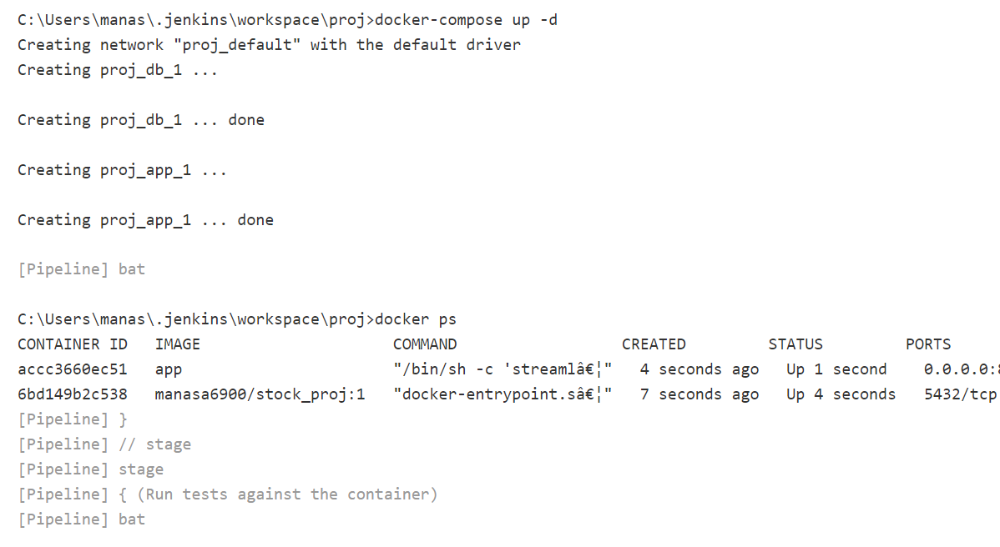 C:\Users\manas\.jenkins\workspace\proj>docker-compose up -d
Creating network "proj_default" with the default driver
Creating proj_db_1 ...
Creating proj_db_1 ... done
Creating proj_app_1 ...
Creating proj_app_1 ... done
[Pipeline] bat
C:\Users\manas\.jenkins\workspace\proj>docker ps
CONTAINER ID   IMAGE                     COMMAND                  CREATED         STATUS         PORTS
accc3660ec51   app                       "/bin/sh -c 'streamlâ€¦"   4 seconds ago   Up 1 second    0.0.0.0:8
6bd149b2c538   manasa6900/stock_proj:1   "docker-entrypoint.sâ€¦"   7 seconds ago   Up 4 seconds   5432/tcp
[Pipeline] }
[Pipeline] // stage
[Pipeline] stage
[Pipeline] { (Run tests against the container)
[Pipeline] bat